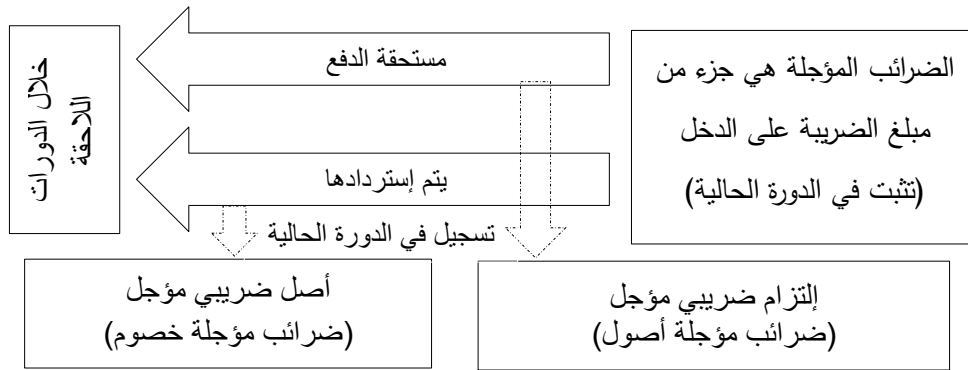 الضرائب المؤجلة هي جزء من
مبلغ الضريبة على الدخل
(تثبت في الدورة الحالية)
مستحقة الدفع
يتم إستردادها
خلال الدورات
اللاحقة
تسجيل في الدورة الحالية
إلتزام ضريبي مؤجل
(ضرائب مؤجلة أصول)
أصل ضريبي مؤجل
(ضرائب مؤجلة خصوم)